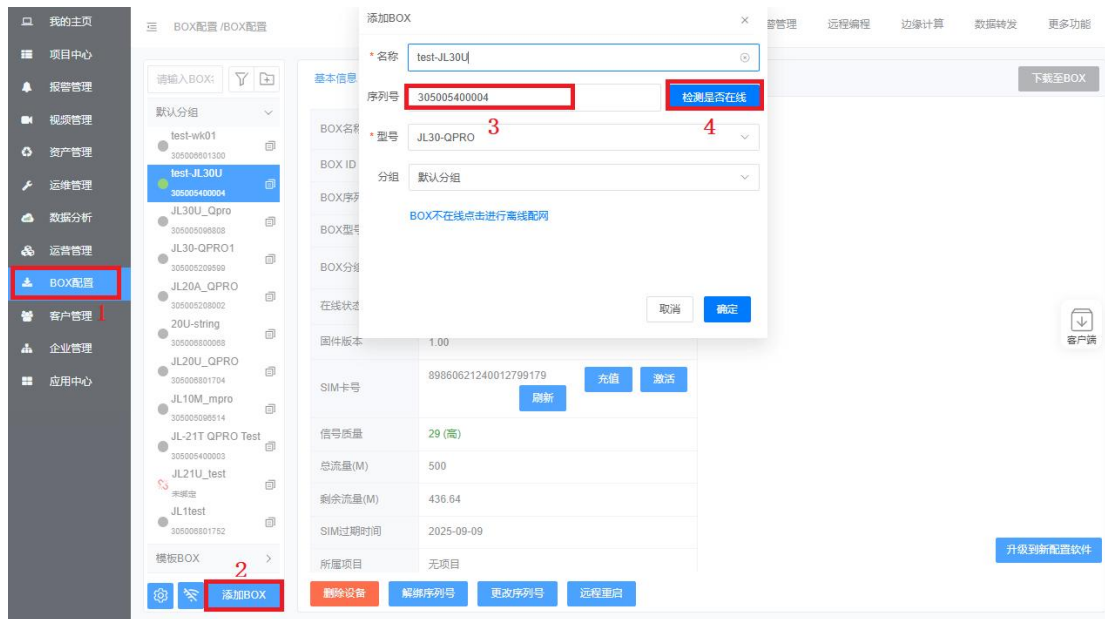 我的主页
项目中心
报警管理
视频管理
资产管理
运维管理
数据分析
运营管理
BOX配置
客户管理
1
企业管理
应用中心
BOX配置 /BOX配置
管理
远程编程
边缘计算
数据转发
更多功能
请输入BOX:
默认分组
test-wk01
305006601300
test-JL30U
305005400004
JL30U_Qpro
305005096808
JL30-QPRO1
305005209599
JL20A_QPRO
305005208002
20U-string
305006800068
JL20U_QPRO
305006801704
JL10M_mpro
305005096514
JL-21T QPRO Test
305005400003
JL21U_test
未绑定
JL1test
305006801752
模板BOX
2
添加BOX
基本信息
下载至BOX
BOX名称
BOX ID
BOX序列
BOX型号
BOX分组
在线状态
固件版本
1.00
SIM卡号
89860621240012799179
充值
激活
刷新
信号质量
29 (高)
总流量(M)
500
剩余流量(M)
436.64
SIM过期时间
2025-09-09
所属项目
无项目
删除设备
解绑序列号
更改序列号
远程重启
添加BOX
* 名称
test-JL30U
序列号
305005400004
检测是否在线
3
4
* 型号
JL30-QPRO
分组
默认分组
BOX不在线点击进行离线配网
取消
确定
客户端
升级到新配置软件